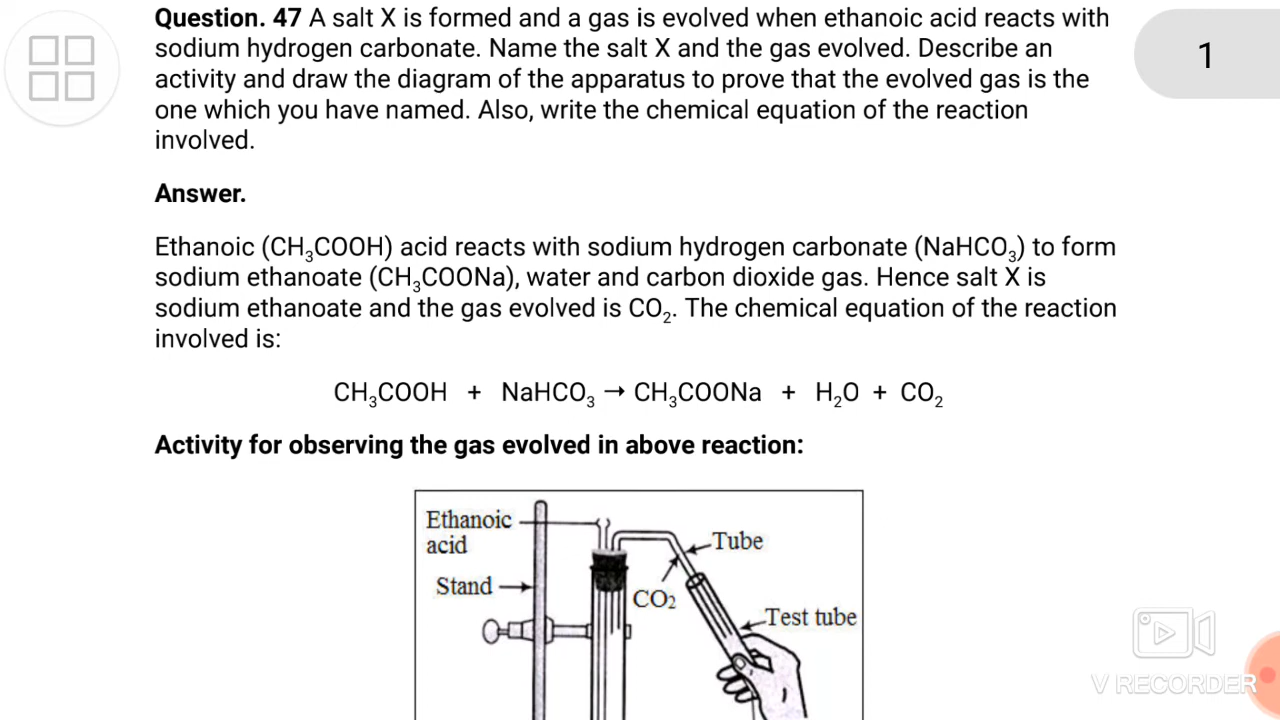 Question. 47 A salt X is formed and a gas is evolved when ethanoic acid reacts with
sodium hydrogen carbonate. Name the salt X and the gas evolved. Describe an
activity and draw the diagram of the apparatus to prove that the evolved gas is the
one which you have named. Also, write the chemical equation of the reaction
involved.
1
Answer.
Ethanoic (CH₃COOH) acid reacts with sodium hydrogen carbonate (NaHCO₃) to form
sodium ethanoate (CH₃COONa), water and carbon dioxide gas. Hence salt X is
sodium ethanoate and the gas evolved is CO₂. The chemical equation of the reaction
involved is:
CH₃COOH + NaHCO₃ → CH₃COONa + H₂O + CO₂
Activity for observing the gas evolved in above reaction:
Ethanoic
acid
Tube
Stand
CO₂
Test tube
V RECORDER